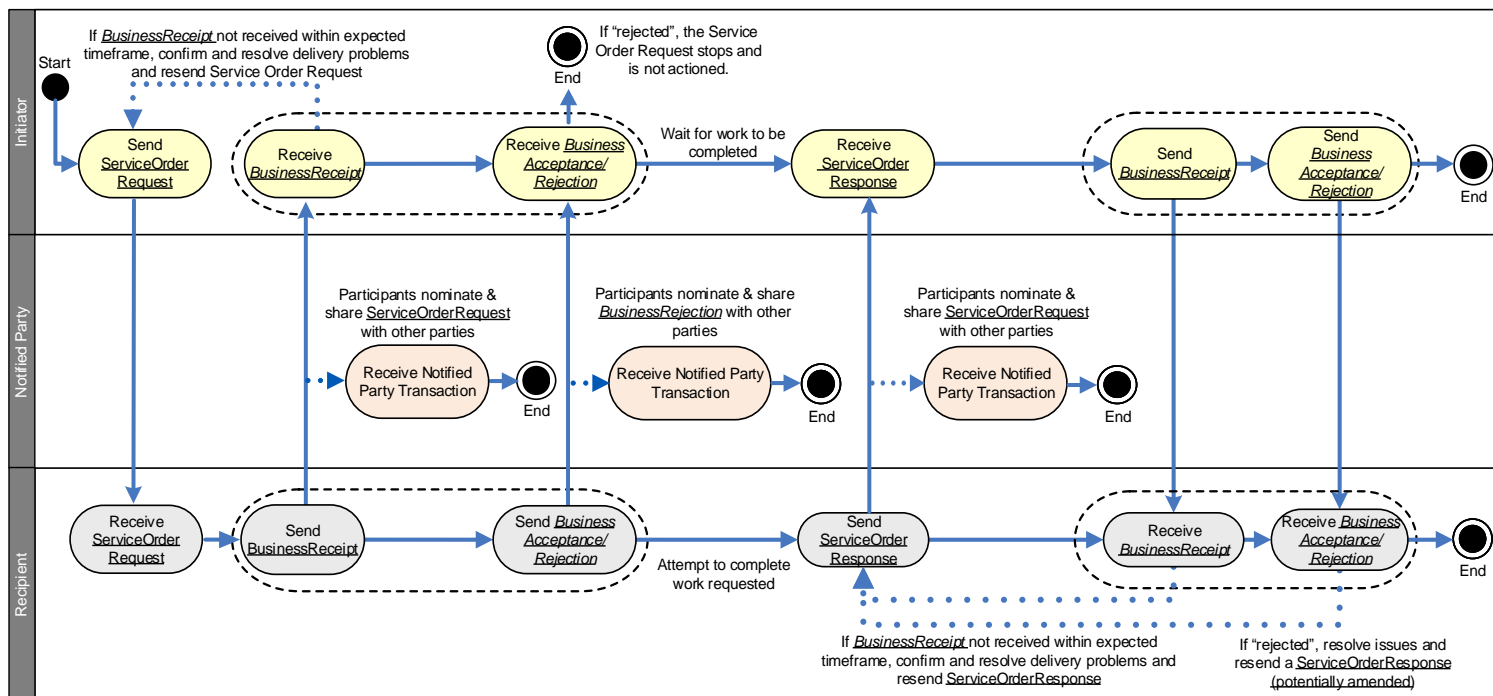 Initiator
Start
If BusinessReceipt not received within expected
timeframe, confirm and resolve delivery problems
and resend Service Order Request
End
If “rejected”, the Service
Order Request stops and
is not actioned.
Send
ServiceOrder
Request
Receive
BusinessReceipt
Receive Business
Acceptance/
Rejection
Wait for work to be
completed
Receive
ServiceOrder
Response
Send
BusinessReceipt
Send
Business
Acceptance/
Rejection
End
Notified Party
Participants nominate &
share ServiceOrderRequest
with other parties
Receive Notified
Party Transaction
End
Participants nominate & share
BusinessRejection with other
parties
Receive Notified Party
Transaction
End
Participants nominate &
share ServiceOrderRequest
with other parties
Receive Notified
Party Transaction
End
Recipient
Receive
ServiceOrder
Request
Send
BusinessReceipt
Send Business
Acceptance/
Rejection
Attempt to complete
work requested
Send
ServiceOrder
Response
Receive
BusinessReceipt
Receive Business
Acceptance/
Rejection
End
If BusinessReceipt not received within expected
timeframe, confirm and resolve delivery problems and
resend ServiceOrderResponse
If “rejected”, resolve issues and
resend a ServiceOrderResponse
(potentially amended)